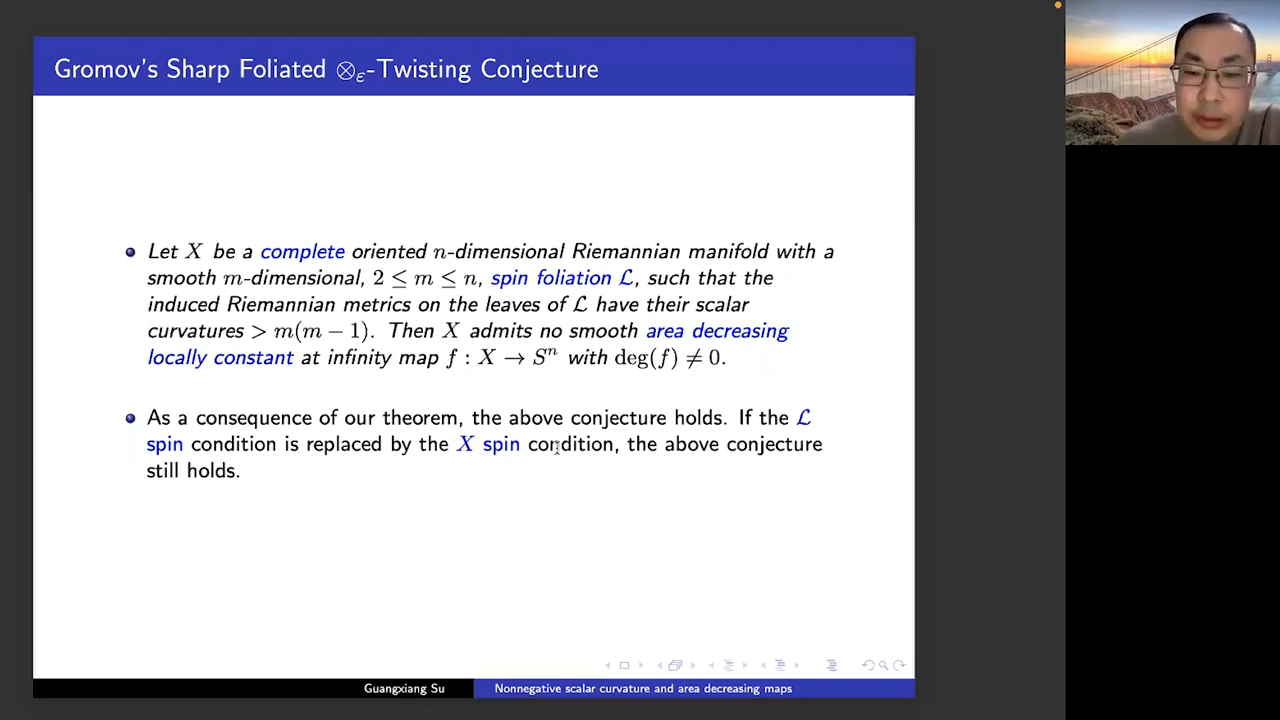 Gromov's Sharp Foliated ⊗ε-Twisting Conjecture
Let X be a complete oriented n-dimensional Riemannian manifold with a
smooth m-dimensional, 2 ≤ m ≤ n, spin foliation ℒ, such that the
induced Riemannian metrics on the leaves of ℒ have their scalar
curvatures > m(m − 1). Then X admits no smooth area decreasing
locally constant at infinity map f : X → Sⁿ with deg(f) ≠ 0.
As a consequence of our theorem, the above conjecture holds. If the ℒ
spin condition is replaced by the X spin condition, the above conjecture
still holds.
Guangxiang Su
Nonnegative scalar curvature and area decreasing maps